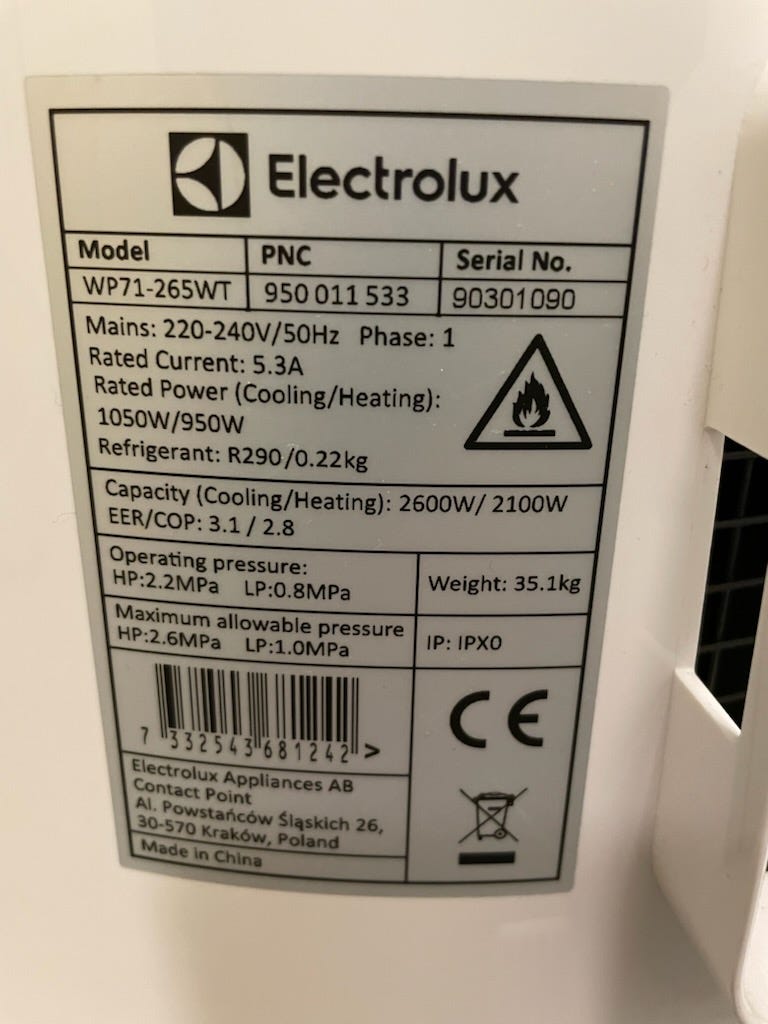 Electrolux
Model PNC Serial No.
WP71-265WT 950 011 533 90301090
Mains: 220-240V/50Hz Phase: 1
Rated Current: 5.3A
Rated Power (Cooling/Heating):
1050W/950W
Refrigerant: R290/0.22kg
Capacity (Cooling/Heating): 2600W/ 2100W
EER/COP: 3.1 / 2.8
Operating pressure:
HP:2.2MPa LP:0.8MPa
Weight: 35.1kg
Maximum allowable pressure
HP:2.6MPa LP:1.0MPa
IP: IPX0
CE
7 332543 681242 >
Electrolux Appliances AB
Contact Point
Al. Powstańców Śląskich 26,
30-570 Kraków, Poland
Made in China